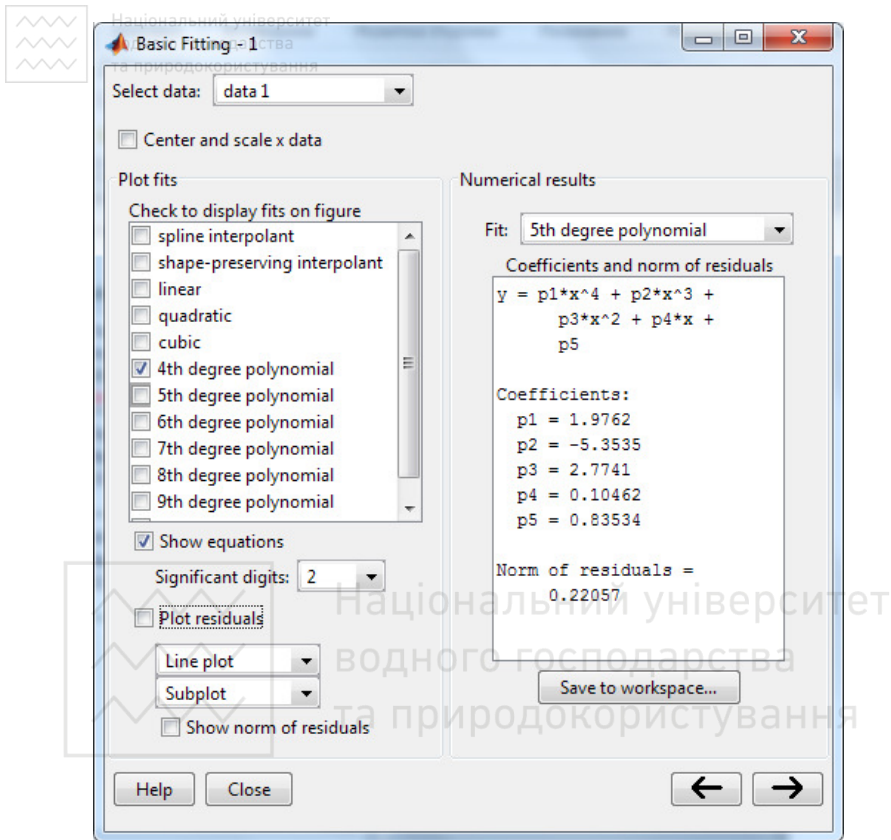 Національний університет
водного господарства
та природокористування
Basic Fitting - 1
Select data: data 1
Center and scale x data
Plot fits
Check to display fits on figure
spline interpolant
shape-preserving interpolant
linear
quadratic
cubic
4th degree polynomial
5th degree polynomial
6th degree polynomial
7th degree polynomial
8th degree polynomial
9th degree polynomial
Show equations
Significant digits: 2
Plot residuals
Line plot
Subplot
Show norm of residuals
Numerical results
Fit: 5th degree polynomial
Coefficients and norm of residuals
y = p1*x^4 + p2*x^3 +
p3*x^2 + p4*x +
p5
Coefficients:
p1 = 1.9762
p2 = -5.3535
p3 = 2.7741
p4 = 0.10462
p5 = 0.83534
Norm of residuals =
0.22057
Save to workspace...
Національний університет
водного господарства
та природокористування
Help
Close